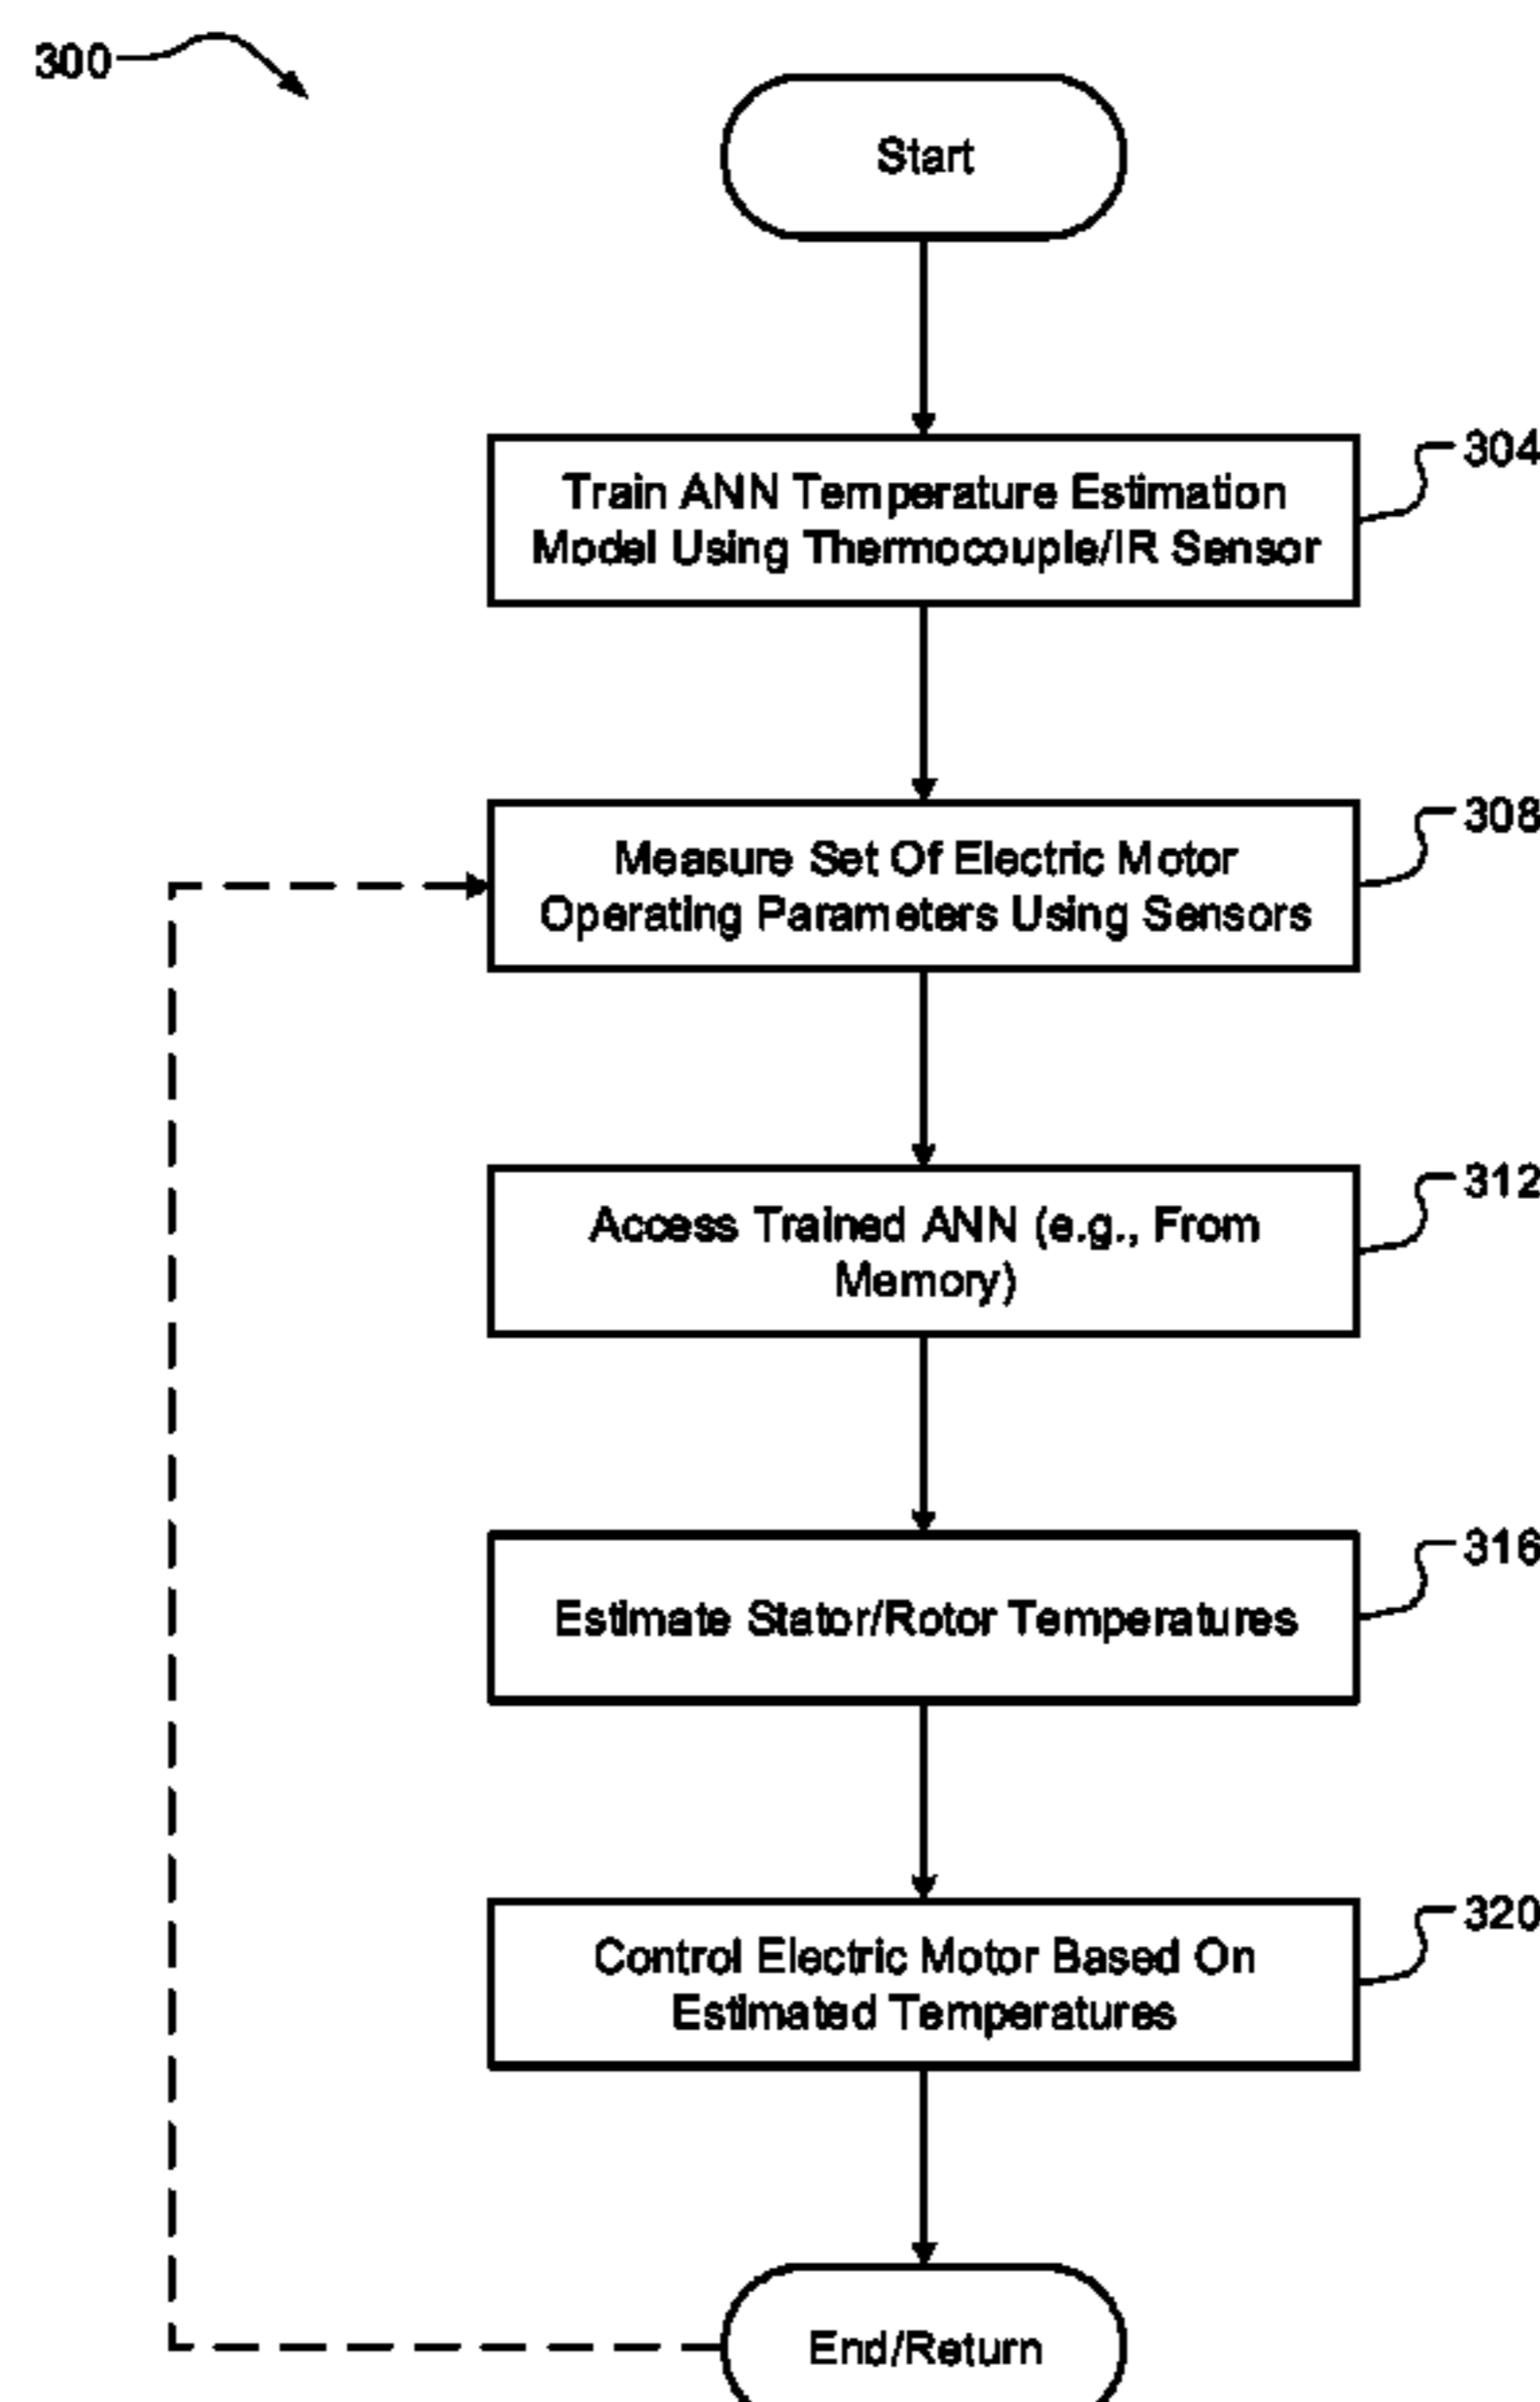 300
Start
304
Train ANN Temperature Estimation
Model Using Thermocouple/IR Sensor
308
Measure Set Of Electric Motor
Operating Parameters Using Sensors
312
Access Trained ANN (e.g., From
Memory)
316
Estimate Stator/Rotor Temperatures
320
Control Electric Motor Based On
Estimated Temperatures
End/Return